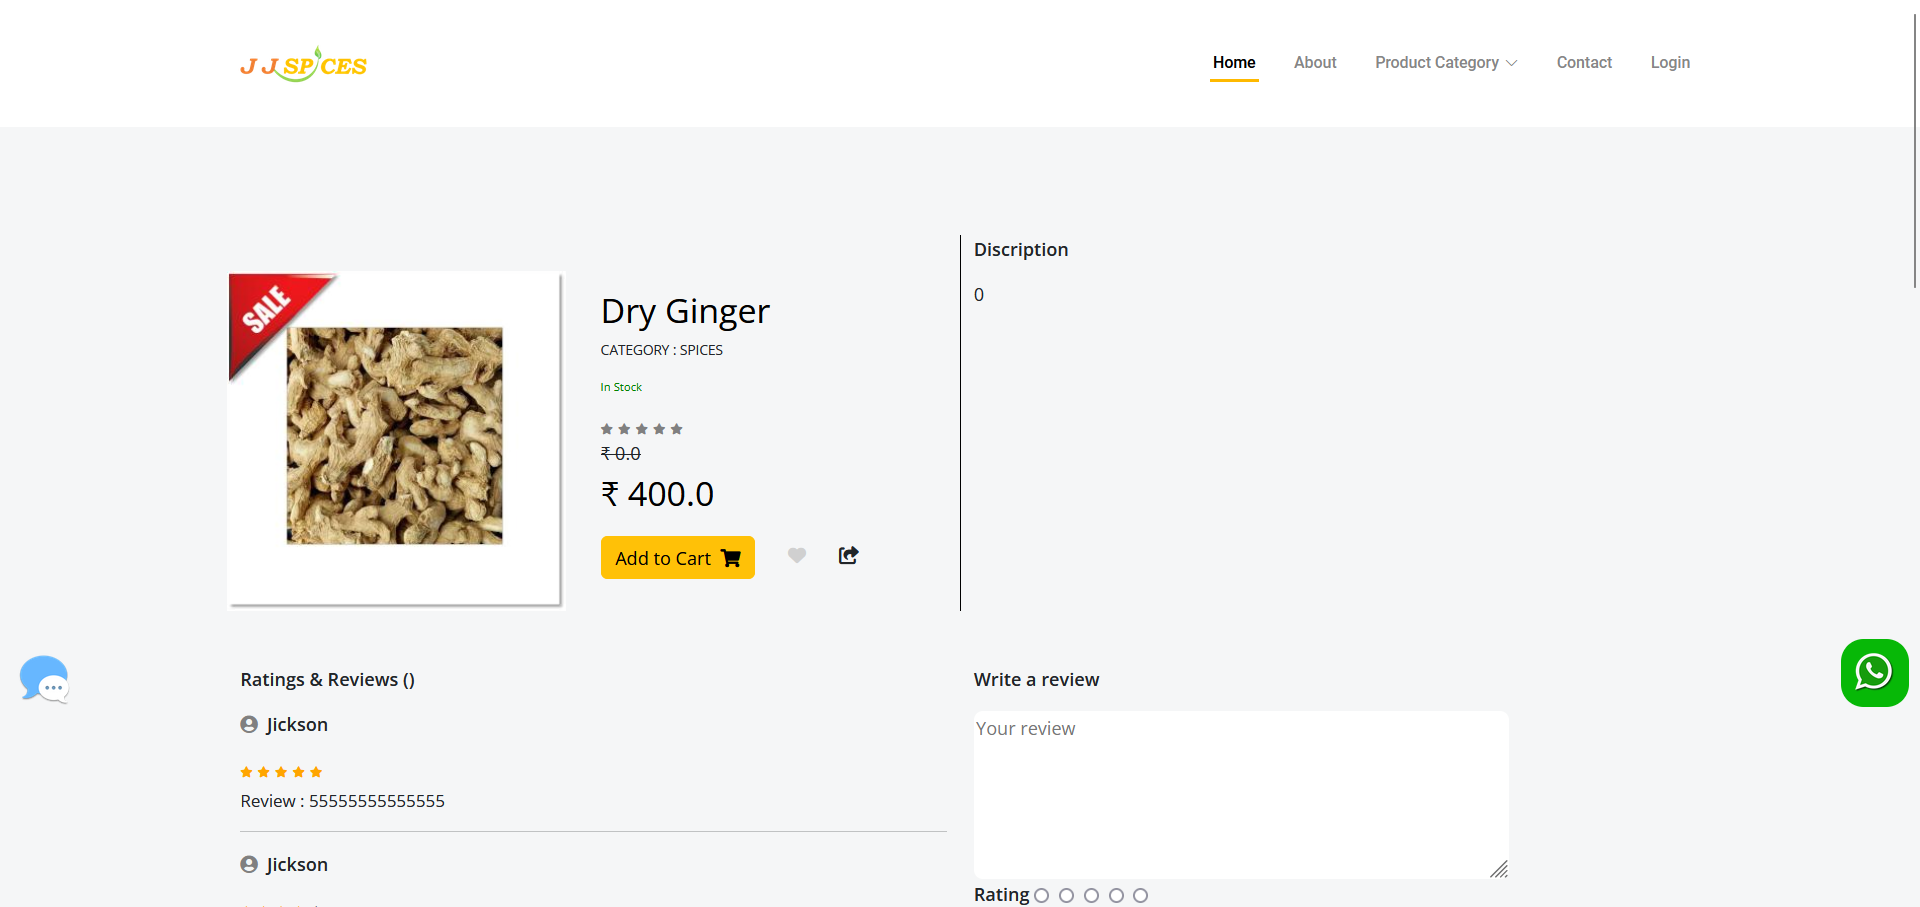 J J SPICES
Home
About
Product Category
Contact
Login
SALE
Dry Ginger
CATEGORY : SPICES
In Stock
₹ 0.0
₹ 400.0
Add to Cart
Discription
0
Ratings & Reviews ()
Jickson
Review : 55555555555555
Jickson
Write a review
Your review
Rating